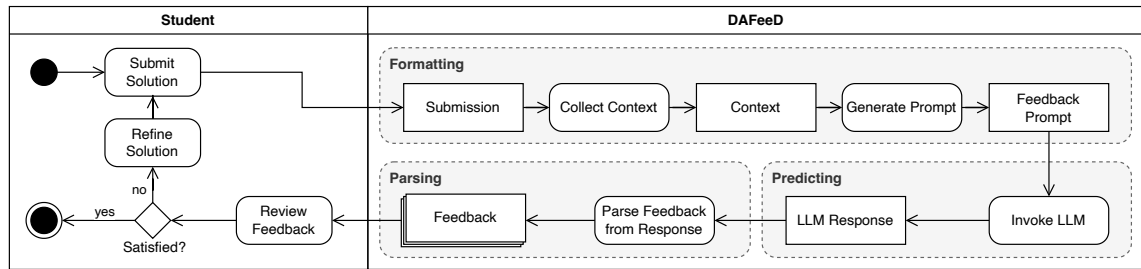 Student
DAFeeD
Formatting
Submit
Solution
Submission
Collect Context
Context
Generate Prompt
Feedback
Prompt
Refine
Solution
Parsing
Predicting
no
yes
Satisfied?
Review
Feedback
Feedback
Parse Feedback
from Response
LLM Response
Invoke LLM